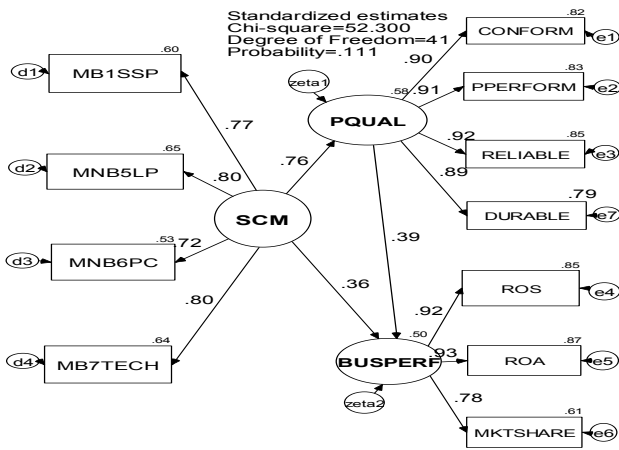 Standardized estimates
Chi-square=52.300
Degree of Freedom=41
Probability=.111
.60
d1
MB1SSP
.77
.65
d2
MNB5LP
.80
.53
d3
MNB6PC
.72
.64
d4
MB7TECH
.80
SCM
.76
.36
zeta1
.58
PQUAL
.39
.50
BUSPERF
zeta2
.90
.82
CONFORM
e1
.91
.83
PPERFORM
e2
.92
.85
RELIABLE
e3
.89
.79
DURABLE
e7
.92
.85
ROS
e4
.93
.87
ROA
e5
.78
.61
MKTSHARE
e6